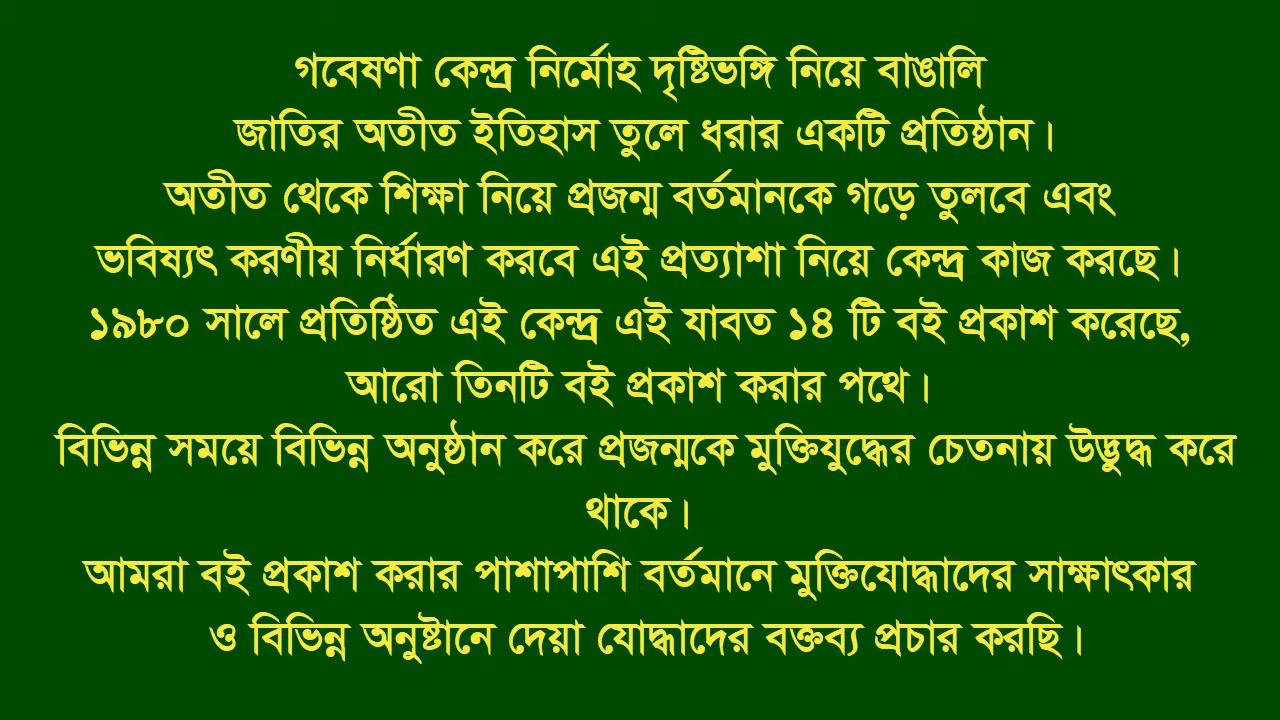 গবেষণা কেন্দ্র নির্মোহ দৃষ্টিভঙ্গি নিয়ে বাঙালি
জাতির অতীত ইতিহাস তুলে ধরার একটি প্রতিষ্ঠান।
অতীত থেকে শিক্ষা নিয়ে প্রজন্ম বর্তমানকে গড়ে তুলবে এবং
ভবিষ্যৎ করণীয় নির্ধারণ করবে এই প্রত্যাশা নিয়ে কেন্দ্র কাজ করছে।
১৯৮০ সালে প্রতিষ্ঠিত এই কেন্দ্র এই যাবত ১৪ টি বই প্রকাশ করেছে,
আরো তিনটি বই প্রকাশ করার পথে।
বিভিন্ন সময়ে বিভিন্ন অনুষ্ঠান করে প্রজন্মকে মুক্তিযুদ্ধের চেতনায় উদ্ভুদ্ধ করে
থাকে।
আমরা বই প্রকাশ করার পাশাপাশি বর্তমানে মুক্তিযোদ্ধাদের সাক্ষাৎকার
ও বিভিন্ন অনুষ্টানে দেয়া যোদ্ধাদের বক্তব্য প্রচার করছি।